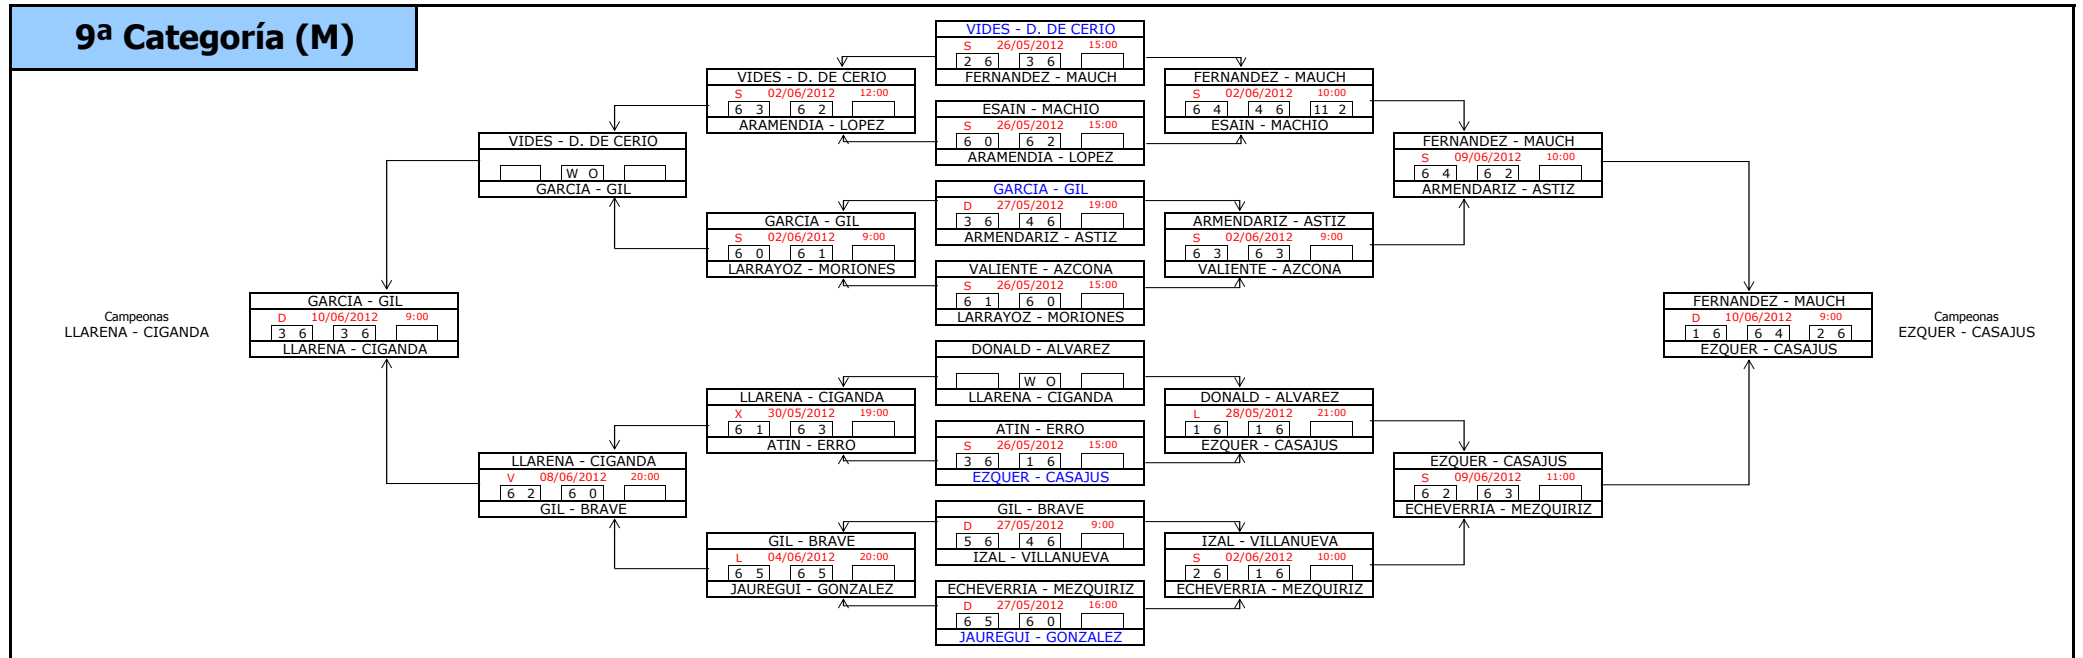 9ª Categoría (M)
VIDES - D. DE CERIO
S 26/05/2012 15:00
2 6 3 6
FERNANDEZ - MAUCH
ESAIN - MACHIO
S 26/05/2012 15:00
6 0 6 2
ARAMENDIA - LOPEZ
GARCIA - GIL
D 27/05/2012 19:00
3 6 4 6
ARMENDARIZ - ASTIZ
VALIENTE - AZCONA
S 26/05/2012 15:00
6 1 6 0
LARRAYOZ - MORIONES
DONALD - ALVAREZ
W O
LLARENA - CIGANDA
ATIN - ERRO
S 26/05/2012 15:00
3 6 1 6
EZQUER - CASAJUS
GIL - BRAVE
D 27/05/2012 9:00
5 6 4 6
IZAL - VILLANUEVA
ECHEVERRIA - MEZQUIRIZ
D 27/05/2012 16:00
6 5 6 0
JAUREGUI - GONZALEZ
VIDES - D. DE CERIO
S 02/06/2012 12:00
6 3 6 2
ARAMENDIA - LOPEZ
GARCIA - GIL
S 02/06/2012 9:00
6 0 6 1
LARRAYOZ - MORIONES
LLARENA - CIGANDA
X 30/05/2012 19:00
6 1 6 3
ATIN - ERRO
GIL - BRAVE
L 04/06/2012 20:00
6 5 6 5
JAUREGUI - GONZALEZ
VIDES - D. DE CERIO
W O
GARCIA - GIL
LLARENA - CIGANDA
V 08/06/2012 20:00
6 2 6 0
GIL - BRAVE
GARCIA - GIL
D 10/06/2012 9:00
3 6 3 6
LLARENA - CIGANDA
Campeonas
LLARENA - CIGANDA
FERNANDEZ - MAUCH
S 02/06/2012 10:00
6 4 4 6 11 2
ESAIN - MACHIO
ARMENDARIZ - ASTIZ
S 02/06/2012 9:00
6 3 6 3
VALIENTE - AZCONA
DONALD - ALVAREZ
L 28/05/2012 21:00
1 6 1 6
EZQUER - CASAJUS
IZAL - VILLANUEVA
S 02/06/2012 10:00
2 6 1 6
ECHEVERRIA - MEZQUIRIZ
FERNANDEZ - MAUCH
S 09/06/2012 10:00
6 4 6 2
ARMENDARIZ - ASTIZ
EZQUER - CASAJUS
S 09/06/2012 11:00
6 2 6 3
ECHEVERRIA - MEZQUIRIZ
FERNANDEZ - MAUCH
D 10/06/2012 9:00
1 6 6 4 2 6
EZQUER - CASAJUS
Campeonas
EZQUER - CASAJUS